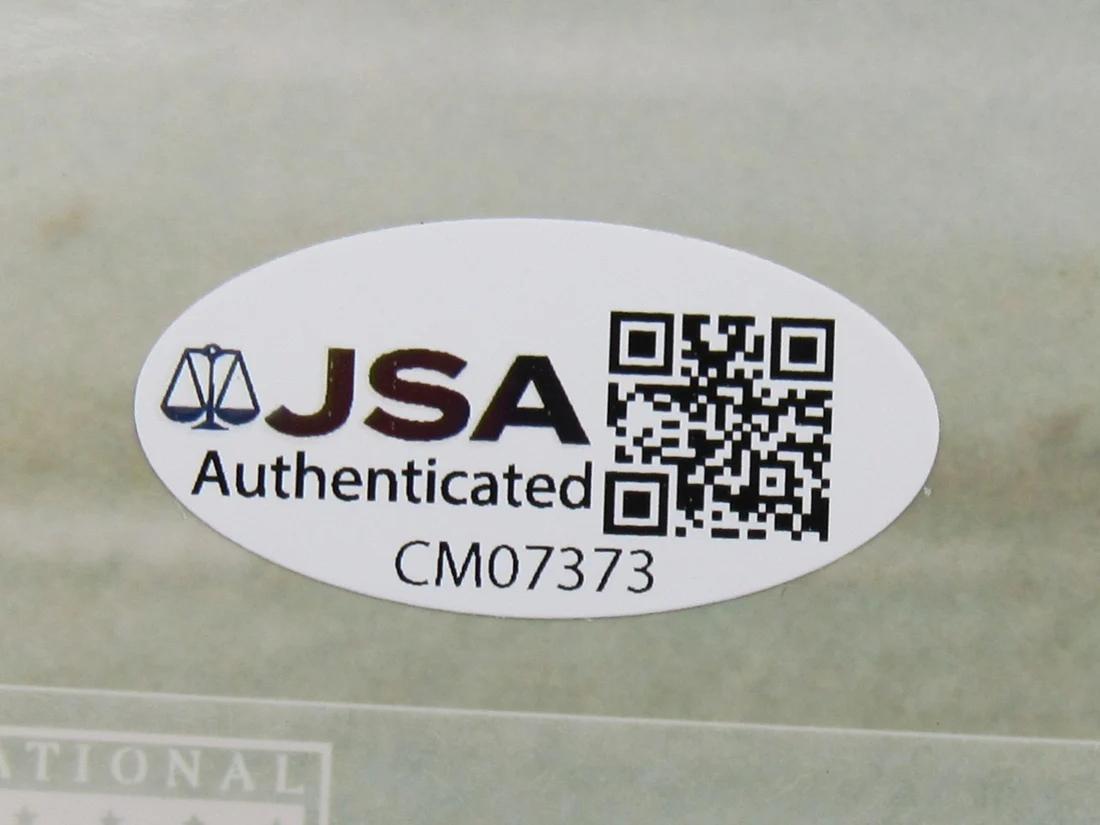 JSA
Authenticated
CM07373
ATIONAL